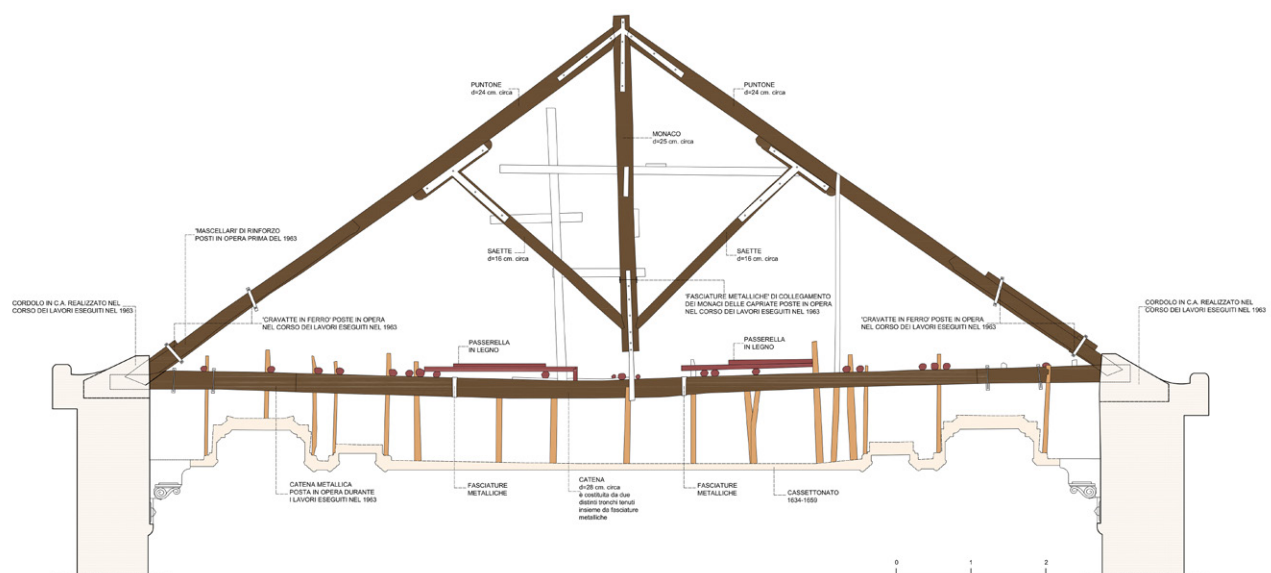 PUNTONE
d=24 cm. circa
PUNTONE
d=24 cm. circa
MONACO
d=25 cm. circa
'MASCELLARI' DI RINFORZO
POSTI IN OPERA PRIMA DEL 1963
SAETTE
d=16 cm. circa
SAETTE
d=16 cm. circa
CORDOLO IN C.A. REALIZZATO NEL
CORSO DEI LAVORI ESEGUITI NEL 1963
'CRAVATTE IN FERRO' POSTE IN OPERA
NEL CORSO DEI LAVORI ESEGUITI NEL 1963
'FASCIATURE METALLICHE' DI COLLEGAMENTO
DEI MONACI DELLE CAPRIATE POSTE IN OPERA
NEL CORSO DEI LAVORI ESEGUITI NEL 1963
'CRAVATTE IN FERRO' POSTE IN OPERA
NEL CORSO DEI LAVORI ESEGUITI NEL 1963
CORDOLO IN C.A. REALIZZATO NEL
CORSO DEI LAVORI ESEGUITI NEL 1963
PASSERELLA
IN LEGNO
PASSERELLA
IN LEGNO
CATENA METALLICA
POSTA IN OPERA DURANTE
I LAVORI ESEGUITI NEL 1963
FASCIATURE
METALLICHE
CATENA
d=28 cm. circa
è costituita da due
distinti tronchi tenuti
insieme da fasciature
metalliche
FASCIATURE
METALLICHE
CASSETTONATO
1634-1659
0 1 2